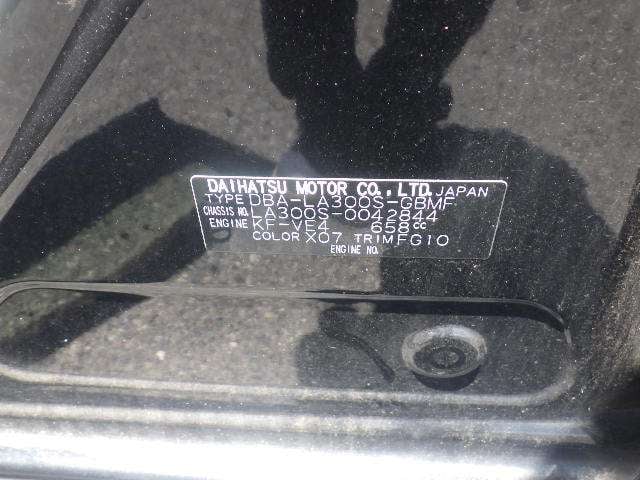 DAIHATSU MOTOR CO.,LTD. JAPAN
TYPE DBA-LA300S-GBMF
CHASSIS NO. LA300S-0042844
ENGINE KF-VE4 658cc
COLOR X07 TRIM FG10
ENGINE NO.